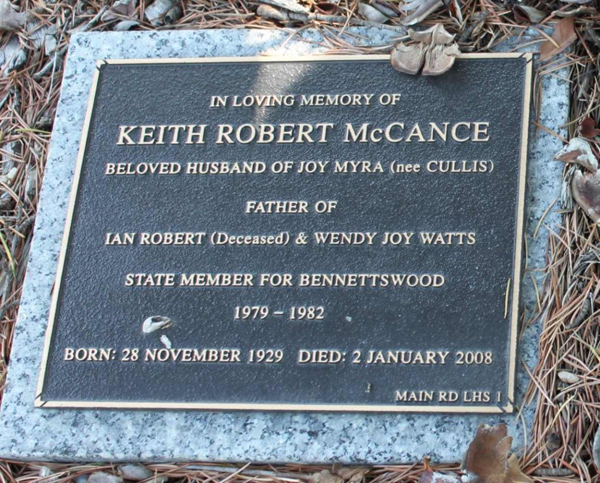 IN LOVING MEMORY OF
KEITH ROBERT McCANCE
BELOVED HUSBAND OF JOY MYRA (nee CULLIS)
FATHER OF
IAN ROBERT (Deceased) & WENDY JOY WATTS
STATE MEMBER FOR BENNETTSWOOD
1979 – 1982
BORN: 28 NOVEMBER 1929 DIED: 2 JANUARY 2008
MAIN RD LHS 1